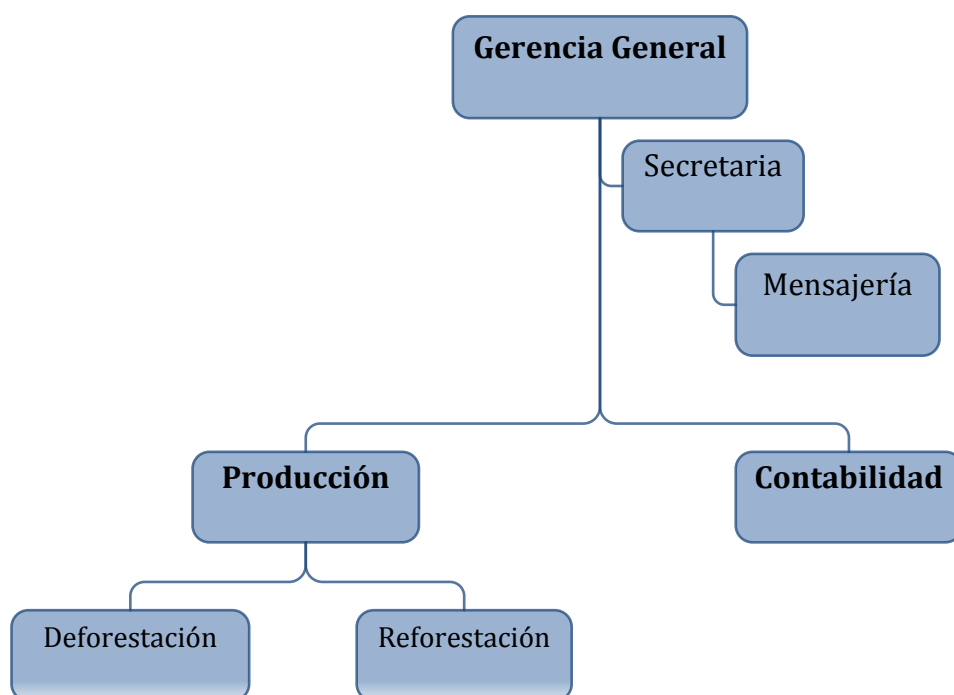 Gerencia General
Secretaria
Mensajería
Producción
Contabilidad
Deforestación
Reforestación